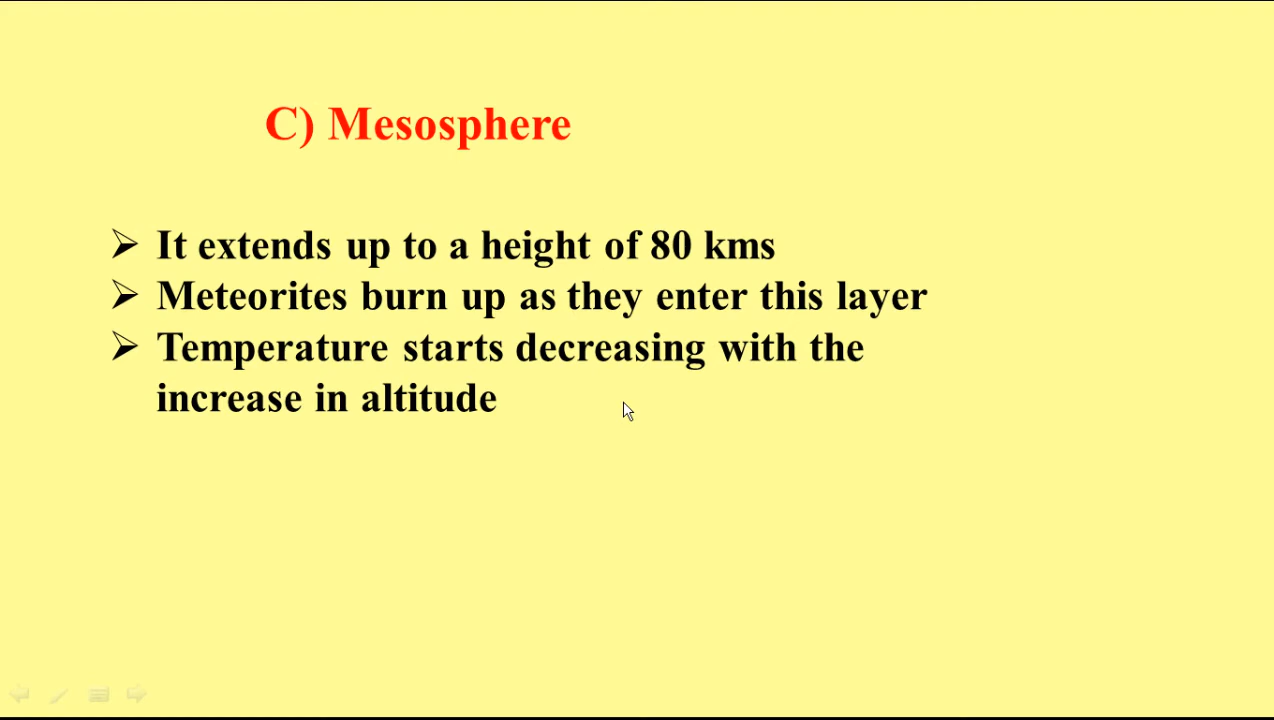 C) Mesosphere
➢ It extends up to a height of 80 kms
➢ Meteorites burn up as they enter this layer
➢ Temperature starts decreasing with the
increase in altitude